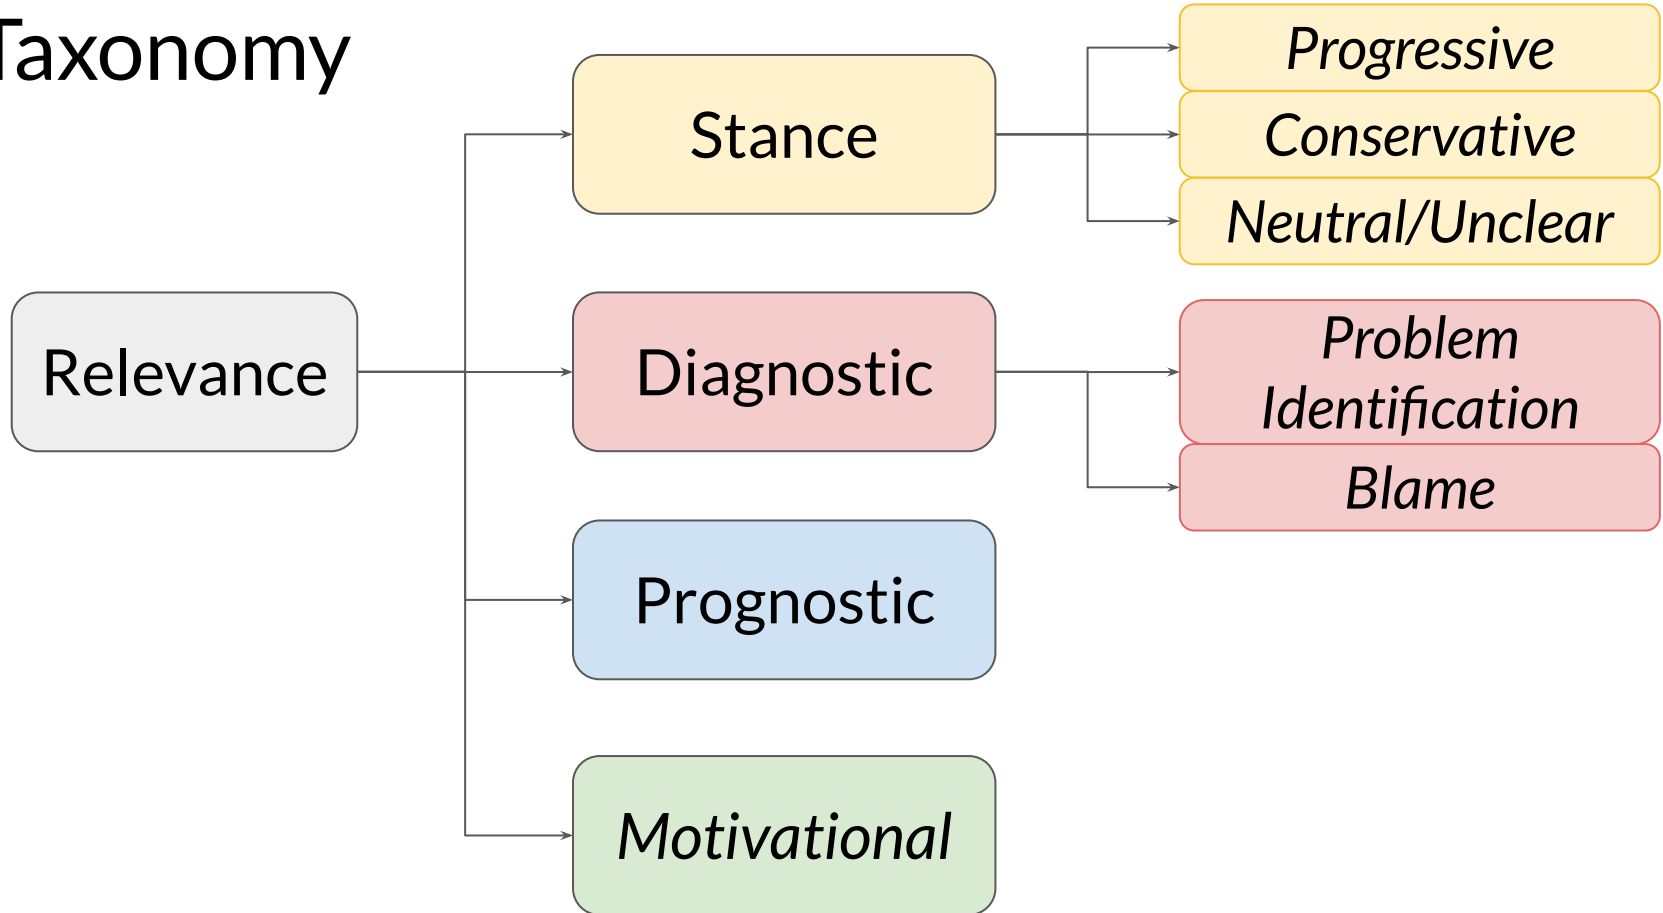 Taxonomy
Relevance
Stance
Progressive
Conservative
Neutral/Unclear
Diagnostic
Problem
Identification
Blame
Prognostic
Motivational